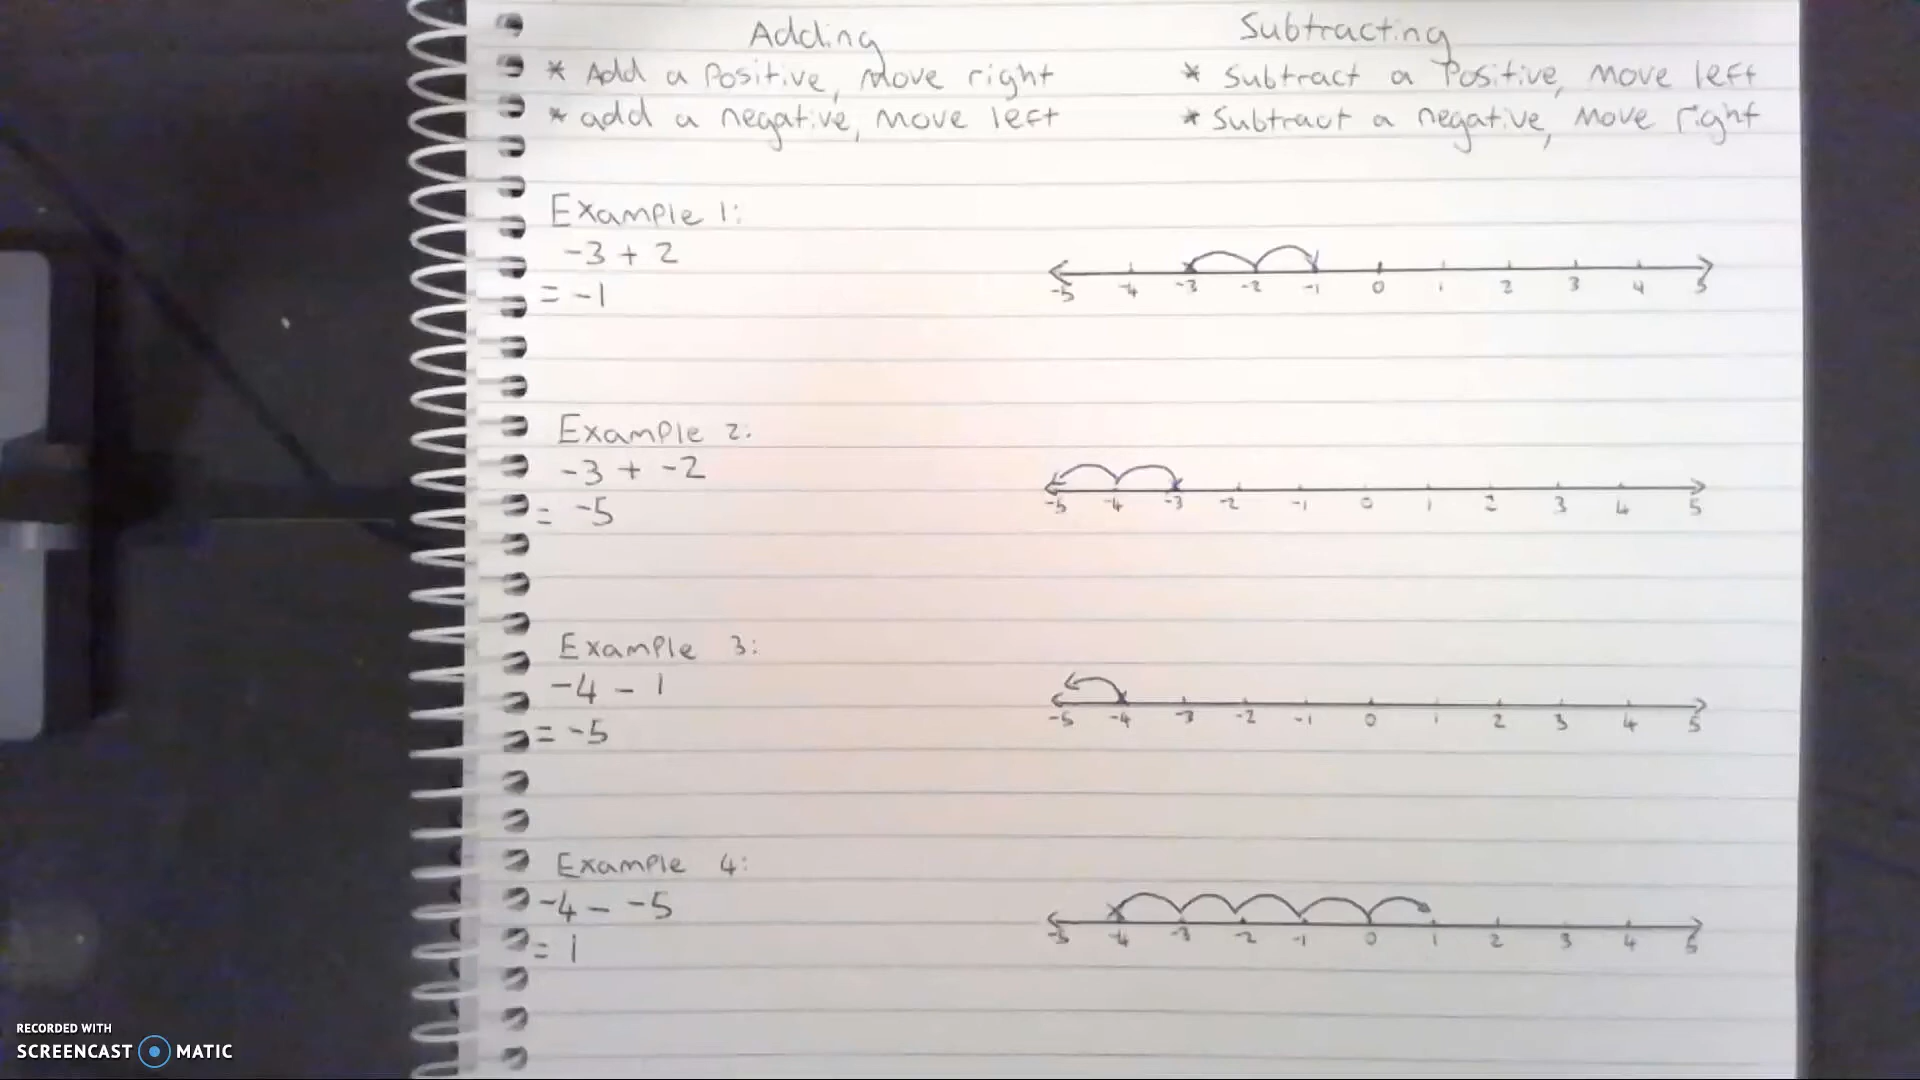 Adding
* Add a Positive, Move right
* add a negative, move left
Subtracting
* Subtract a Positive, Move left
* Subtract a negative, Move right
Example 1:
-3 + 2
= -1
-5 -4 -3 -2 -1 0 1 2 3 4 5
Example 2:
-3 + -2
= -5
-5 -4 -3 -2 -1 0 1 2 3 4 5
Example 3:
-4 - 1
= -5
-5 -4 -3 -2 -1 0 1 2 3 4 5
Example 4:
-4 - -5
= 1
-5 -4 -3 -2 -1 0 1 2 3 4 5
RECORDED WITH
SCREENCAST MATIC